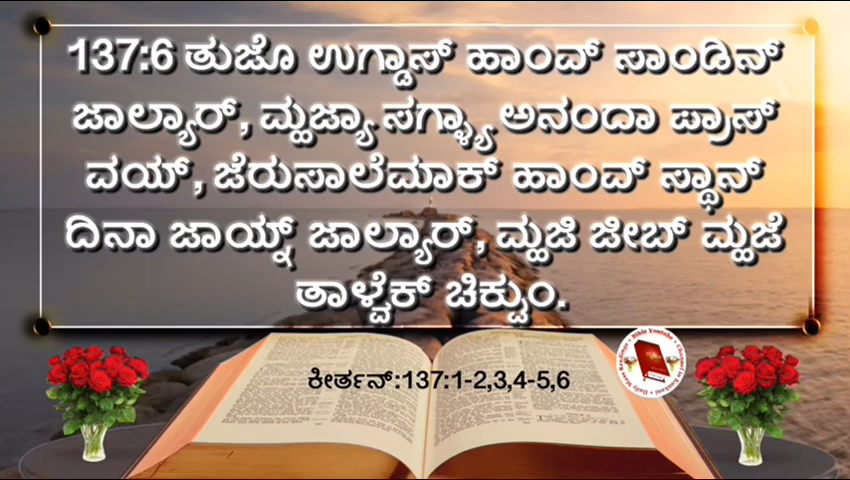 137:6 ತುಜೊ ಉಗ್ಡಾಸ್ ಹಾಂವ್ ಸಾಂಡಿನ್
ಜಾಲ್ಯಾರ್, ಮ್ಹಜ್ಯಾ ಸಗ್ಳ್ಯಾ ಅನಂದಾ ಪ್ರಾಸ್
ವಯ್, ಜೆರುಸಾಲೆಮಾಕ್ ಹಾಂವ್ ಸ್ಥಾನ್
ದಿನಾ ಜಾಯ್ನ್ ಜಾಲ್ಯಾರ್, ಮ್ಹಜಿ ಜೀಬ್ ಮ್ಹಜೆ
ತಾಳ್ವೆಕ್ ಚಿಕ್ಚುಂ.
ಕೀರ್ತನ್:137:1-2,3,4-5,6